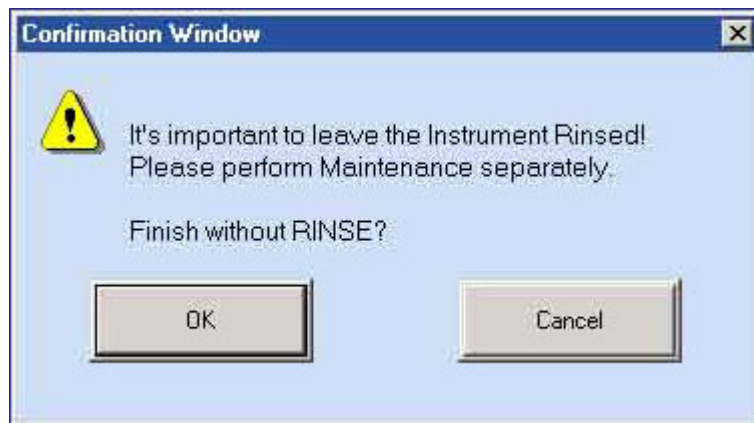 Confirmation Window
It's important to leave the Instrument Rinsed!
Please perform Maintenance separately.
Finish without RINSE?
OK
Cancel